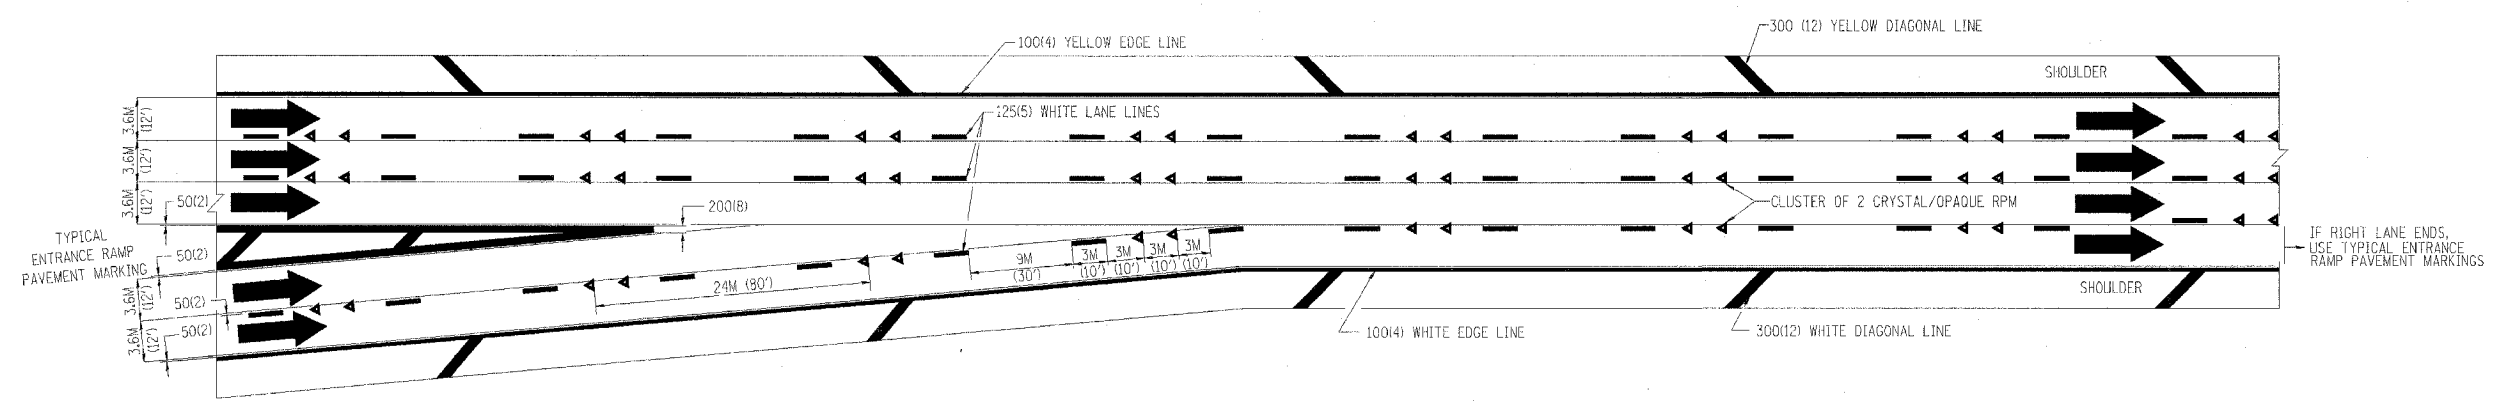 300 (12) YELLOW DIAGONAL LINE
100(4) YELLOW EDGE LINE
SHOULDER
125(5) WHITE LANE LINES
3.6M
(12')
3.6M
(12')
3.6M
(12')
50(2)
200(8)
CLUSTER OF 2 CRYSTAL/OPAQUE RPM
TYPICAL
ENTRANCE RAMP
PAVEMENT MARKING
50(2)
IF RIGHT LANE ENDS,
USE TYPICAL ENTRANCE
RAMP PAVEMENT MARKINGS
9M
(30')
3M
(10')
3M
(10')
3M
(10')
3M
(10')
24M (80')
SHOULDER
3.6M
(12')
50(2)
3.6M
(12')
50(2)
100(4) WHITE EDGE LINE
300(12) WHITE DIAGONAL LINE